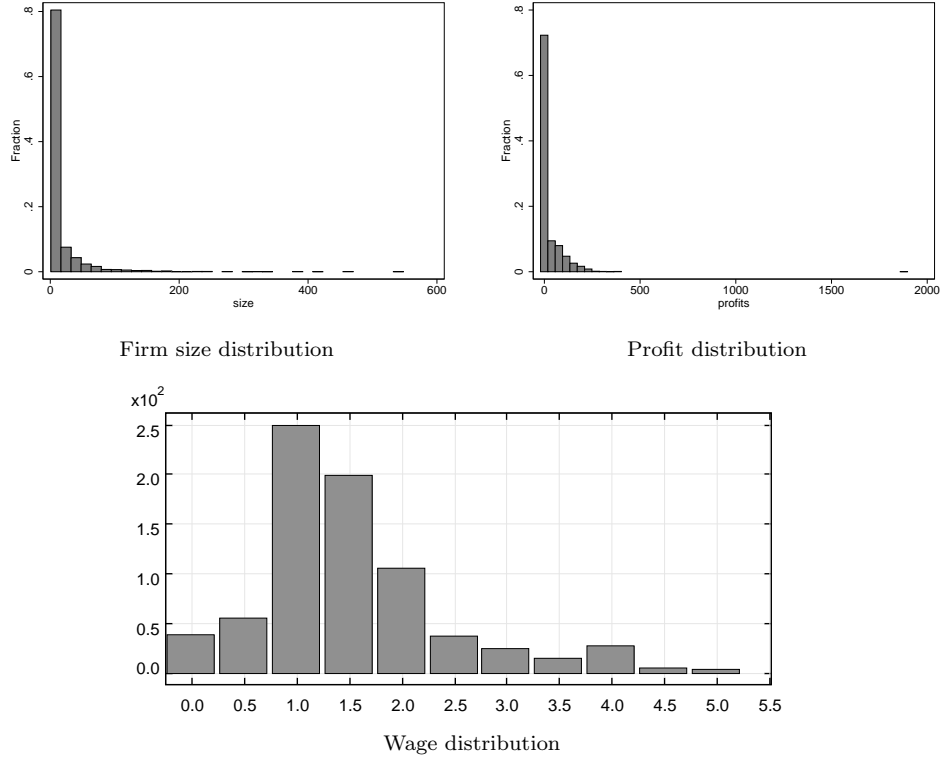 Fraction
0 .2 .4 .6 .8
0 200 400 600
size
Firm size distribution
Fraction
0 .2 .4 .6 .8
0 500 1000 1500 2000
profits
Profit distribution
x10²
2.5
2.0
1.5
1.0
0.5
0.0
0.0 0.5 1.0 1.5 2.0 2.5 3.0 3.5 4.0 4.5 5.0 5.5
Wage distribution